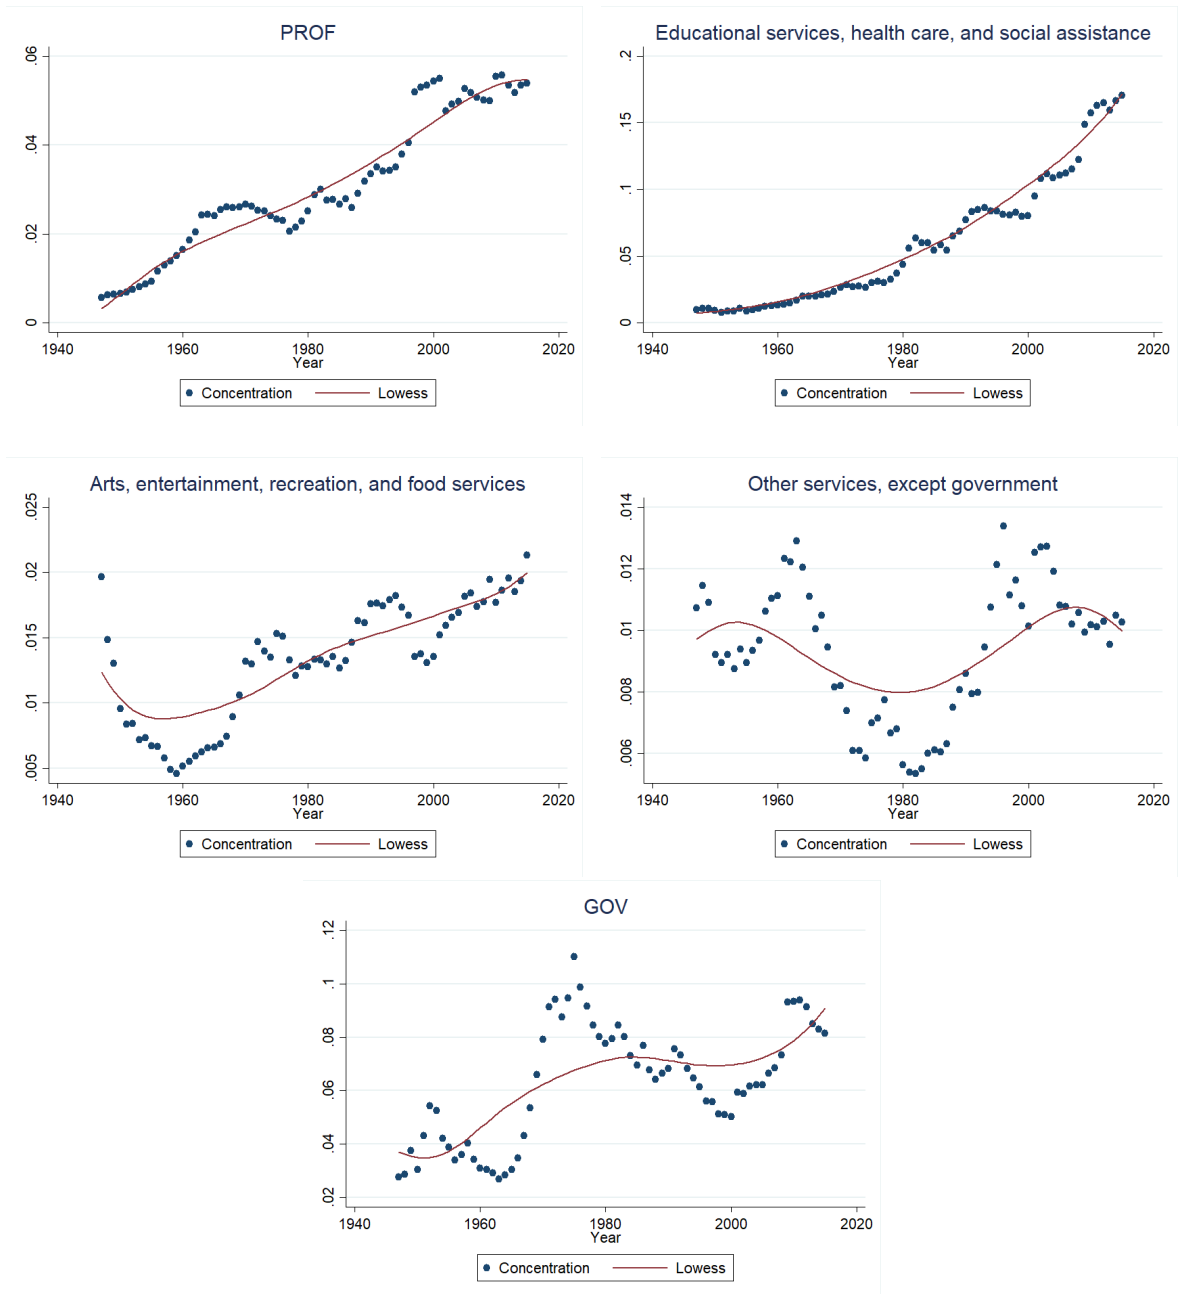 PROF
.06
.04
.02
0
1940 1960 1980 2000 2020
Year
Concentration Lowess
Educational services, health care, and social assistance
.2
.15
.1
.05
0
1940 1960 1980 2000 2020
Year
Concentration Lowess
Arts, entertainment, recreation, and food services
.025
.02
.015
.01
.005
1940 1960 1980 2000 2020
Year
Concentration Lowess
Other services, except government
.014
.012
.01
.008
.006
1940 1960 1980 2000 2020
Year
Concentration Lowess
GOV
.12
.1
.08
.06
.04
.02
1940 1960 1980 2000 2020
Year
Concentration Lowess